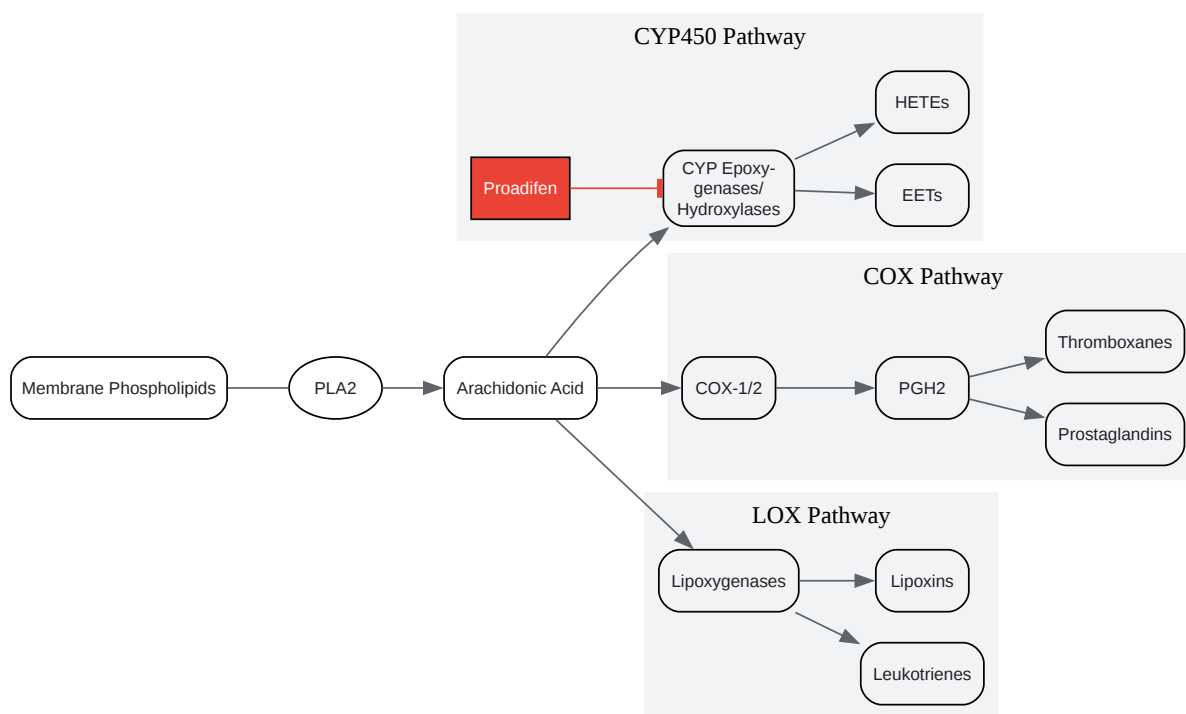 CYP450 Pathway
HETEs
Proadifen
CYP Epoxy-
genases/
Hydroxylases
EETs
COX Pathway
Thromboxanes
Membrane Phospholipids
PLA2
Arachidonic Acid
COX-1/2
PGH2
Prostaglandins
LOX Pathway
Lipoxygenases
Lipoxins
Leukotrienes